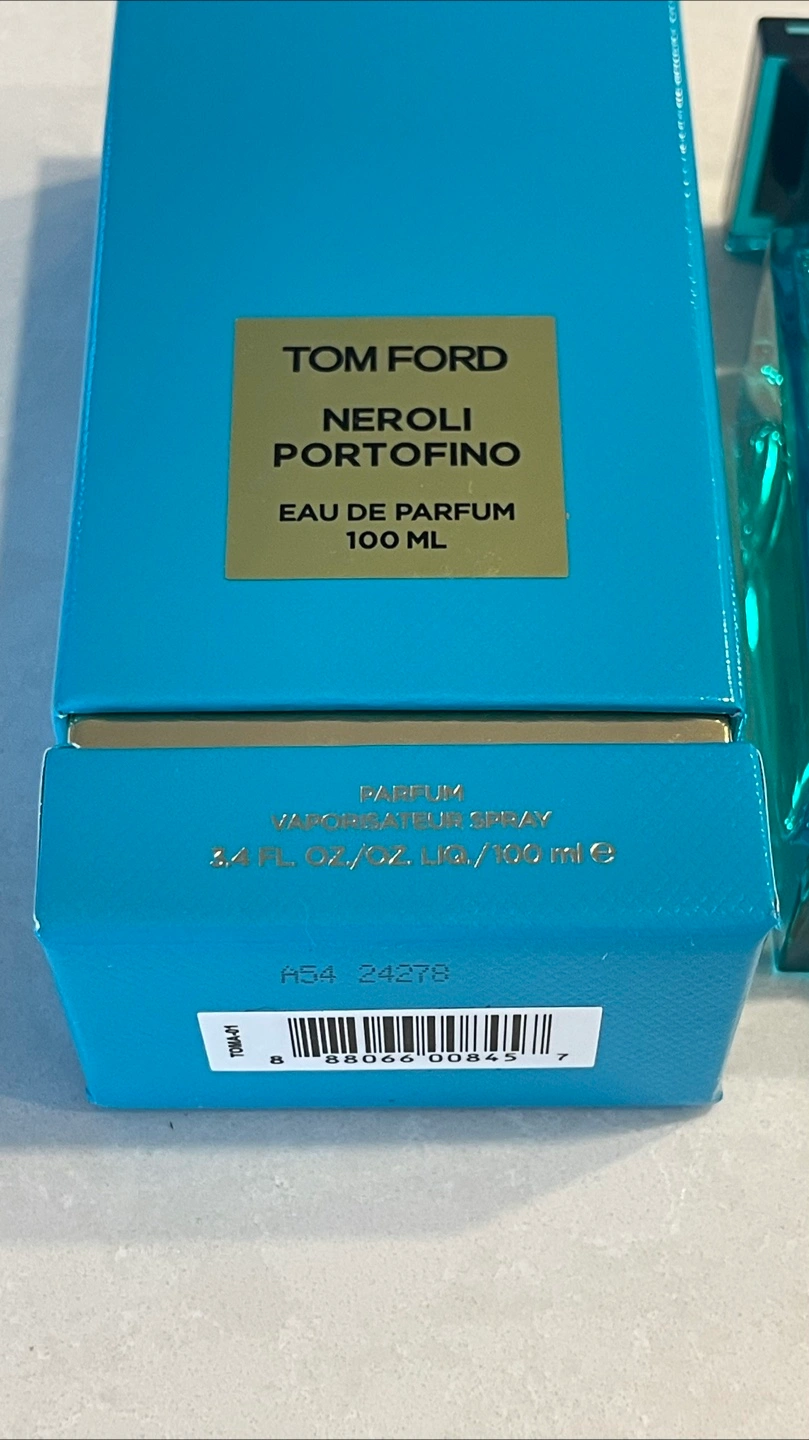 TOM FORD
NEROLI
PORTOFINO
EAU DE PARFUM
100 ML
PARFUM
VAPORISATEUR SPRAY
3.4 FL. OZ./OZ. LIQ./100 ml ℮
A54 24278
TOMA-01
8 88066 00845 7